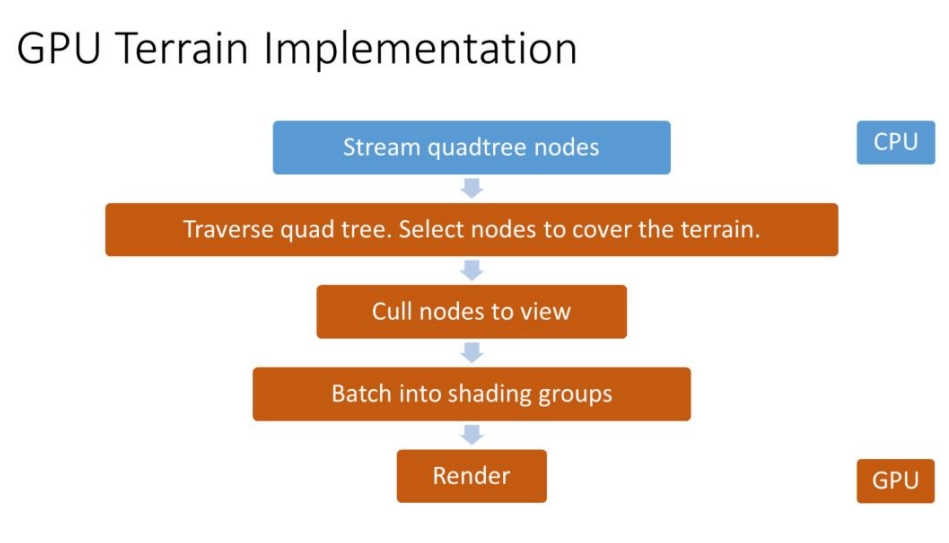 GPU Terrain Implementation
Stream quadtree nodes
CPU
Traverse quad tree. Select nodes to cover the terrain.
Cull nodes to view
Batch into shading groups
Render
GPU